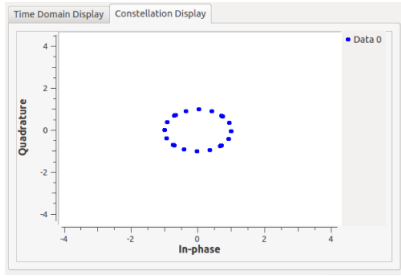 Time Domain Display Constellation Display
Data 0
4
2
0
-2
-4
Quadrature
-4 -2 0 2 4
In-phase